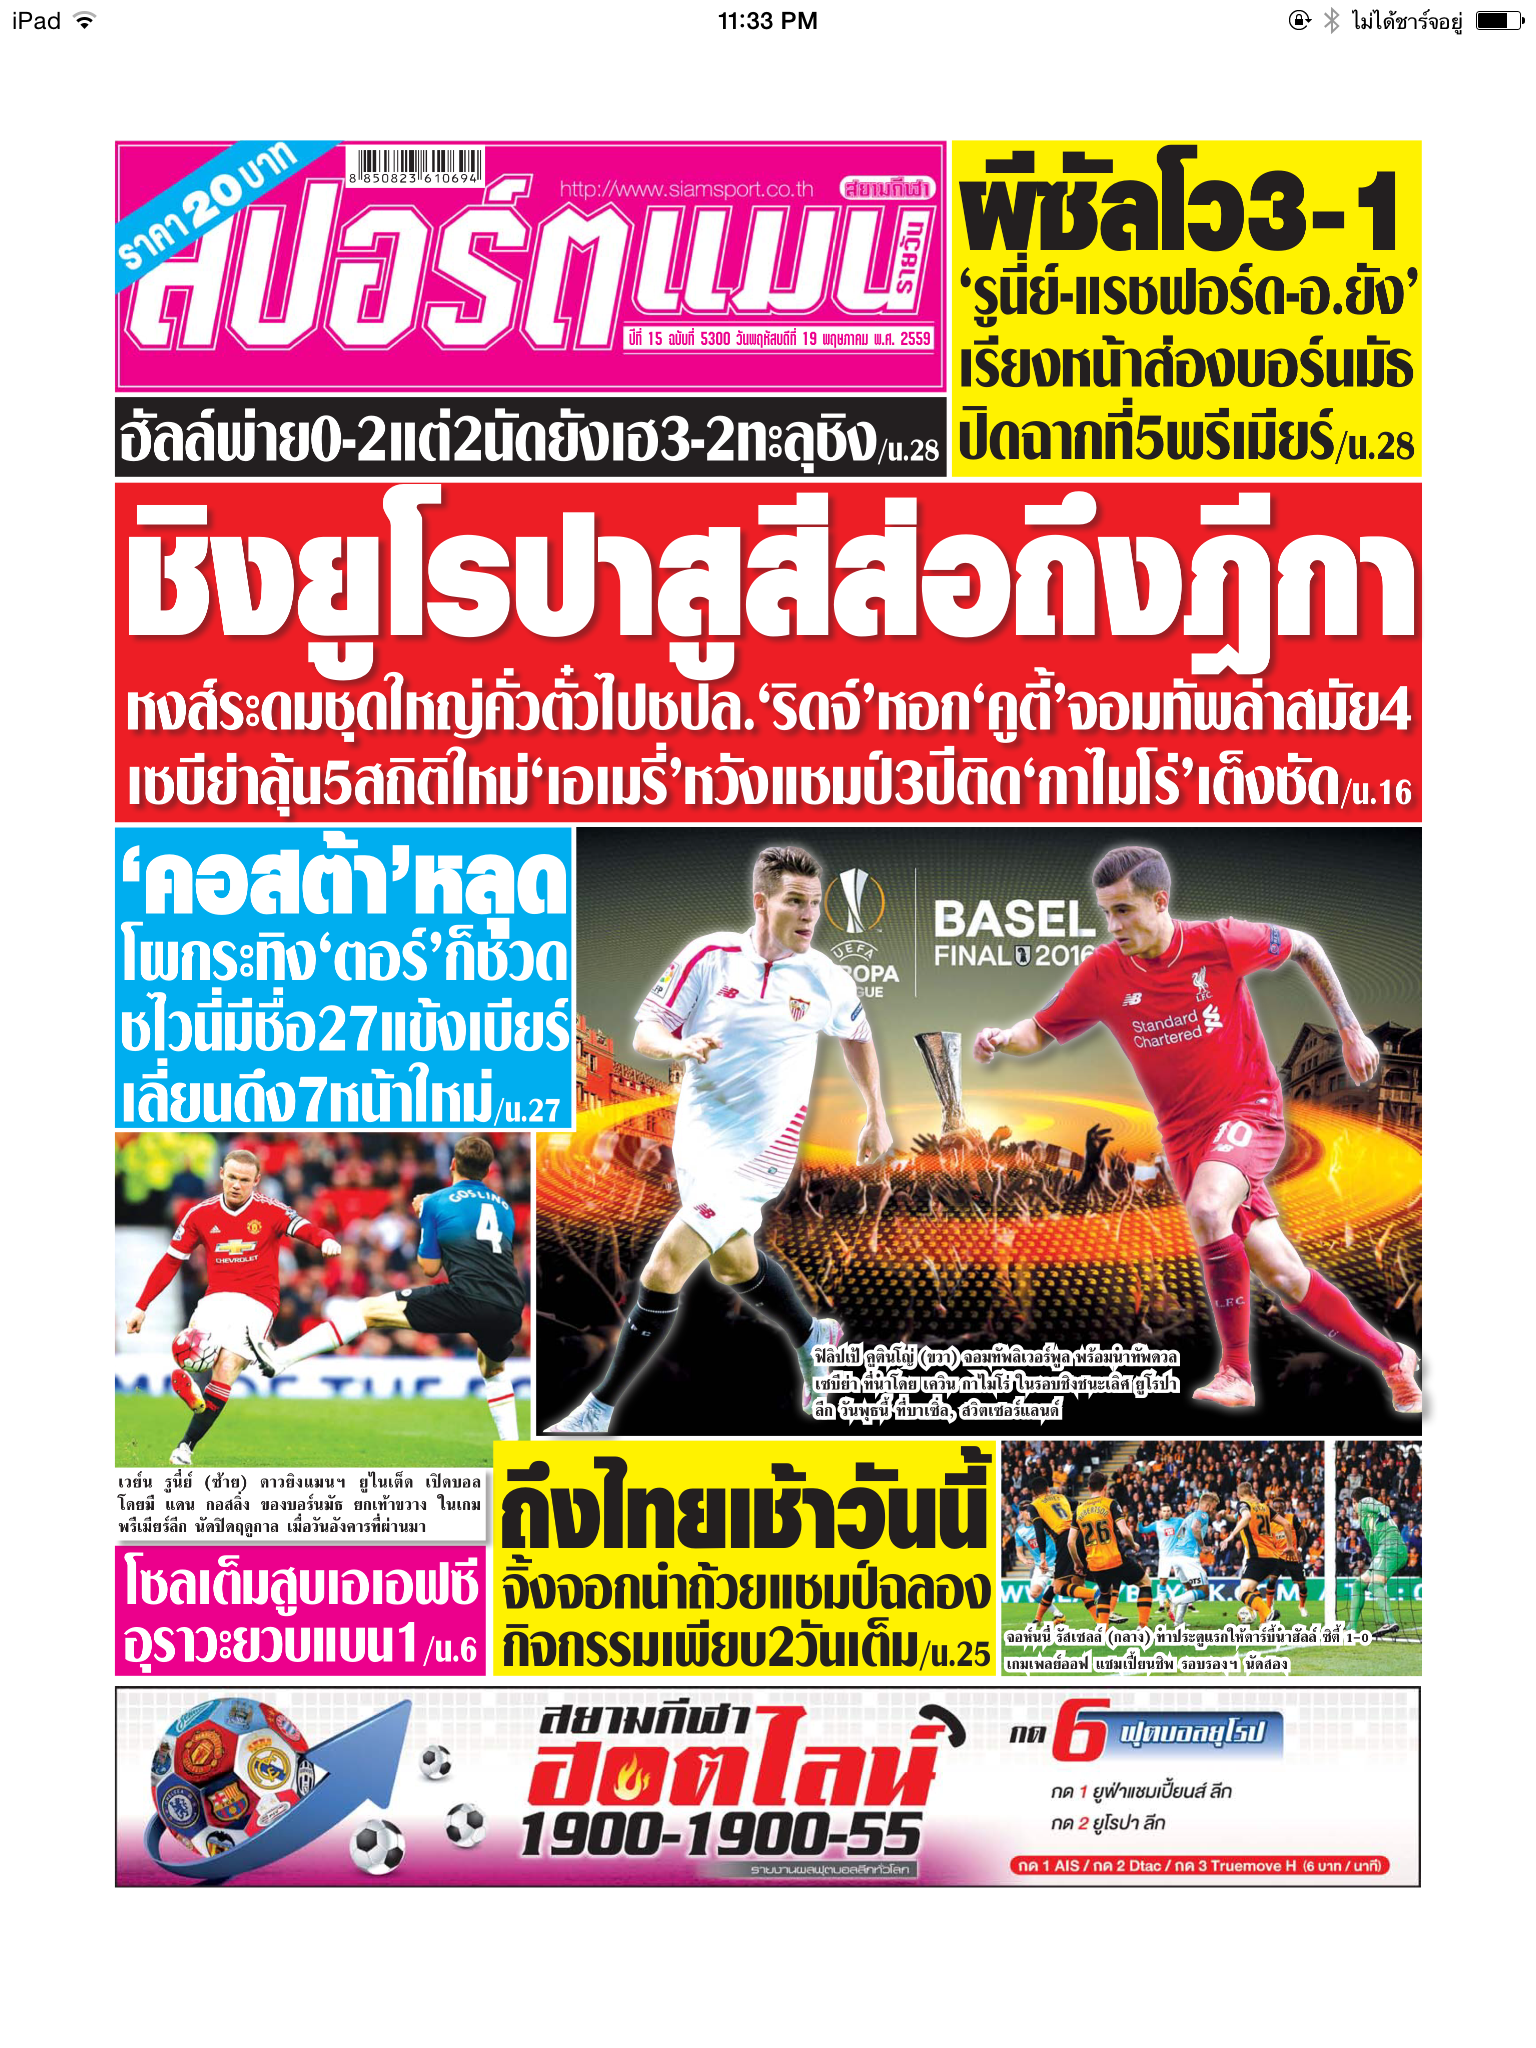 iPad
11:33 PM
ไม่ได้ชาร์จอยู่
ราคา 20 บาท
8 850823 610694
http://www.siamsport.co.th
สยามกีฬา
สปอร์ตแมน
รายวัน
ปีที่ 15 ฉบับที่ 5300 วันพฤหัสบดีที่ 19 พฤษภาคม พ.ศ. 2559
ฮัลล์พ่าย0-2แต่2นัดยังเฮ3-2ทะลุชิง/น.28
ผีซัลโว3-1
‘รูนี่ย์-แรชฟอร์ด-อ.ยัง’
เรียงหน้าส่องบอร์นมัธ
ปิดฉากที่5พรีเมียร์/น.28
ชิงยูโรปาสูสีส่อถึงฎีกา
หงส์ระดมชุดใหญ่คั่วตั๋วไปชปล.‘ริดจ์’หอก‘คูตี้’จอมทัพล่าสมัย4
เซบีย่าลุ้น5สถิติใหม่‘เอเมรี่’หวังแชมป์3ปีติด‘กาไมโร่’เต็งซัด/น.16
‘คอสต้า’หลุด
โผกระทิง‘ตอร์’ก็ชวด
ชไวนี่มีชื่อ27แข้งเบียร์
เลี่ยนดึง7หน้าใหม่/น.27
UEFA
EUROPA
LEAGUE
BASEL
FINAL 2016
LFP
NB
NB
NB
L.F.C.
Standard
Chartered
10
NB
L.F.C
ฟิลิปเป้ คูตินโญ่ (ขวา) จอมทัพลิเวอร์พูล พร้อมนำทัพดวล
เซบีย่า ที่นำโดย เควิน กาไมโร่ ในรอบชิงชนะเลิศ ยูโรปา
ลีก วันพุธนี้ ที่บาเซิ่ล, สวิตเซอร์แลนด์
GOSLING
4
CHEVROLET
เวย์น รูนี่ย์ (ซ้าย) ดาวยิงแมนฯ ยูไนเต็ด เปิดบอล
โดยมี แดน กอสลิ่ง ของบอร์นมัธ ยกเท้าขวาง ในเกม
พรีเมียร์ลีก นัดปิดฤดูกาล เมื่อวันอังคารที่ผ่านมา
โซลเต็มสูบเอเอฟซี
อุราวะยวบแบน1/น.6
ถึงไทยเช้าวันนี้
จิ้งจอกนำถ้วยแชมป์ฉลอง
กิจกรรมเพียบ2วันเต็ม/น.25
26
21
จอห์นนี่ รัสเซลล์ (กลาง) ทำประตูแรกให้ดาร์บี้นำฮัลล์ ซิตี้ 1-0
เกมเพลย์ออฟ แชมเปี้ยนชิพ รอบรองฯ นัดสอง
สยามกีฬา
ฮอตไลน์
1900-1900-55
รายงานผลฟุตบอลลีกทั่วโลก
กด 6 ฟุตบอลยุโรป
กด 1 ยูฟ่าแชมเปี้ยนส์ ลีก
กด 2 ยูโรปา ลีก
กด 1 AIS / กด 2 Dtac / กด 3 Truemove H (6 บาท / นาที)